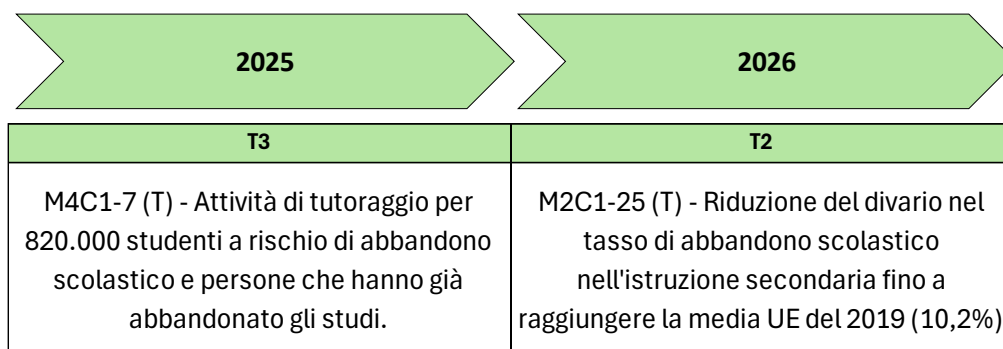 2025
2026
T3
T2
M4C1-7 (T) - Attività di tutoraggio per
820.000 studenti a rischio di abbandono
scolastico e persone che hanno già
abbandonato gli studi.
M2C1-25 (T) - Riduzione del divario nel
tasso di abbandono scolastico
nell'istruzione secondaria fino a
raggiungere la media UE del 2019 (10,2%)